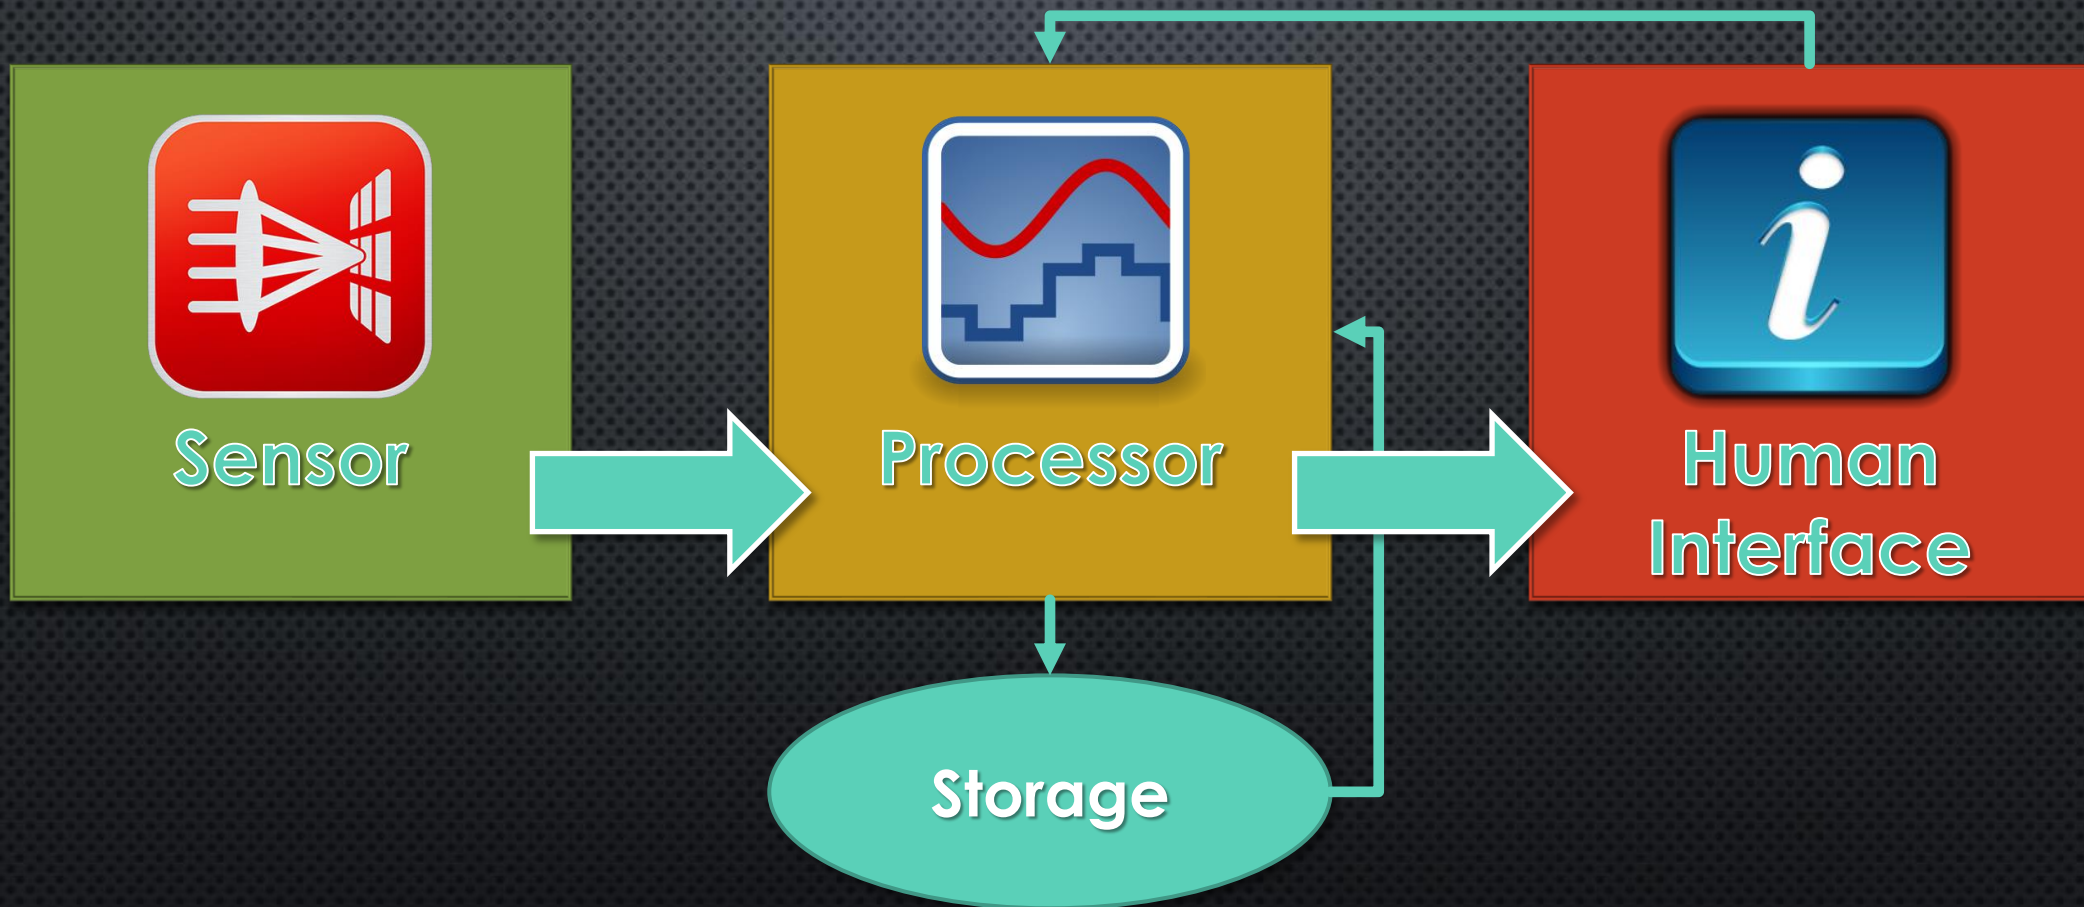 Sensor
Processor
Human
Interface
Storage